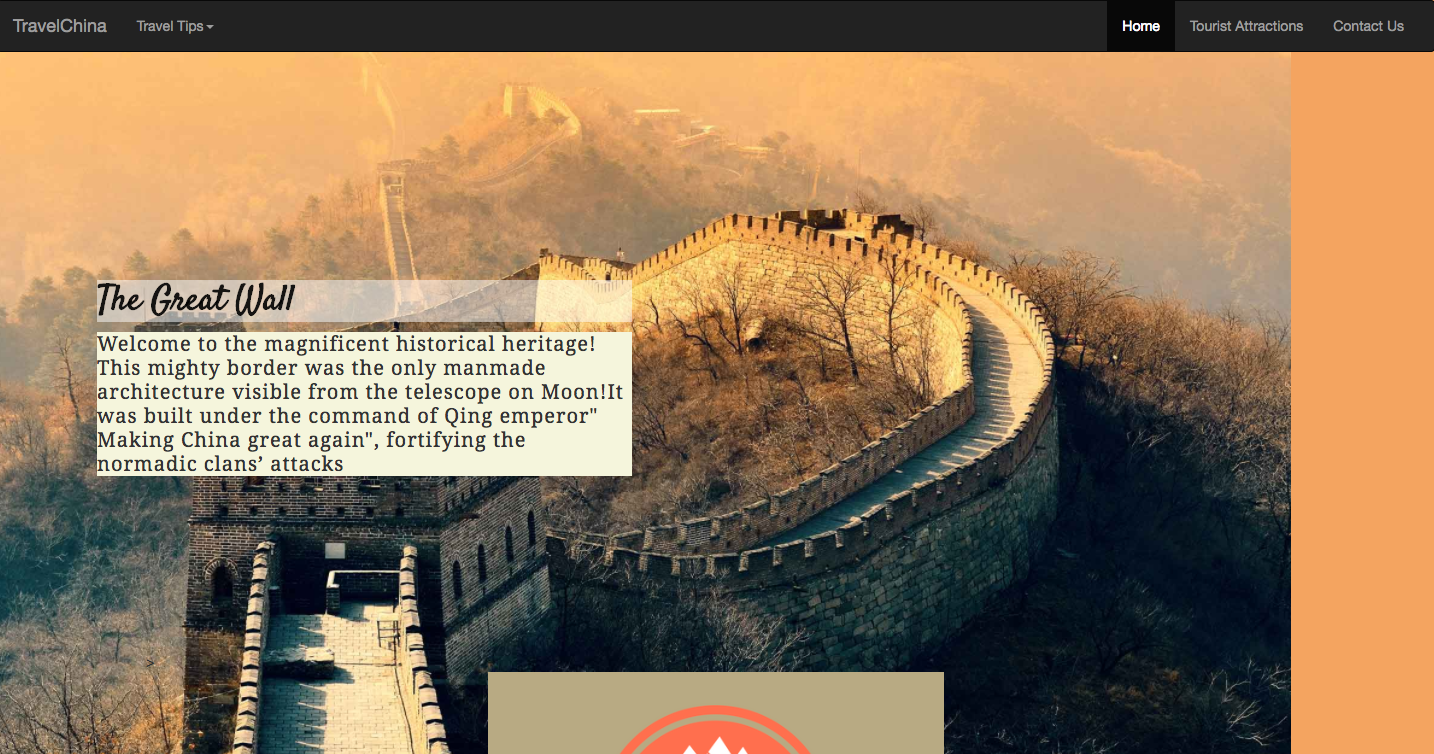 TravelChina Travel Tips Home Tourist Attractions Contact Us
The Great Wall
Welcome to the magnificent historical heritage!
This mighty border was the only manmade
architecture visible from the telescope on Moon!It
was built under the command of Qing emperor"
Making China great again", fortifying the
normadic clans’ attacks